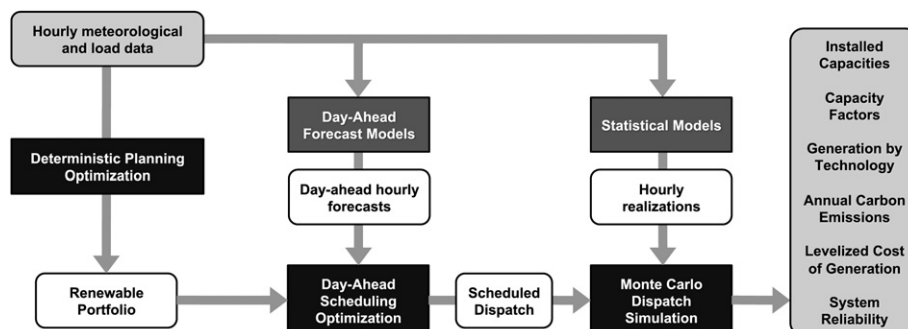 Hourly meteorological
and load data
Day-Ahead
Forecast Models
Statistical Models
Deterministic Planning
Optimization
Day-ahead hourly
forecasts
Hourly
realizations
Renewable
Portfolio
Day-Ahead
Scheduling
Optimization
Scheduled
Dispatch
Monte Carlo
Dispatch
Simulation
Installed
Capacities
Capacity
Factors
Generation by
Technology
Annual Carbon
Emissions
Levelized Cost
of Generation
System
Reliability